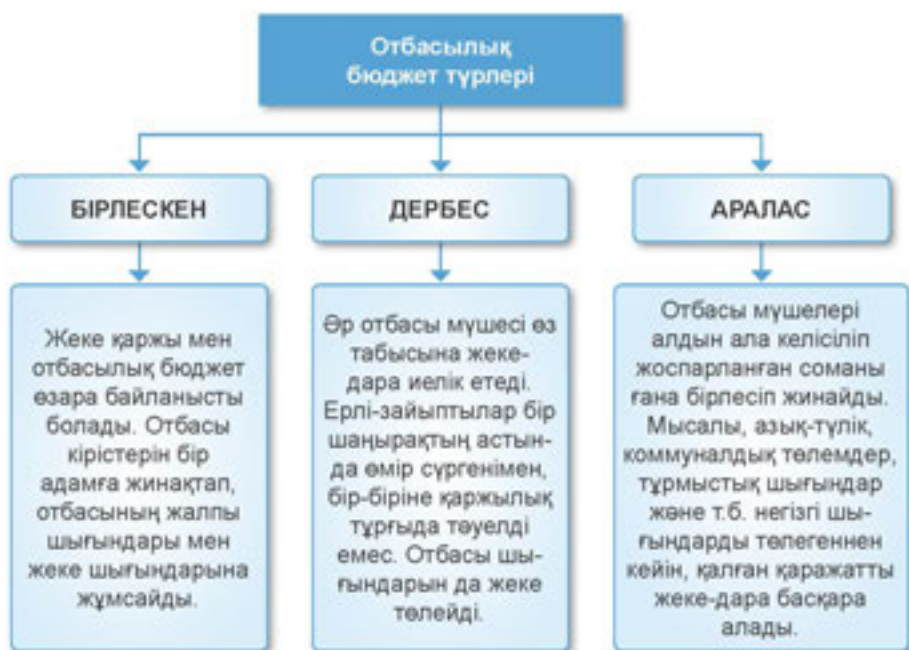 Отбасылық
бюджет түрлері
БІРЛЕСКЕН
ДЕРБЕС
АРАЛАС
Жеке қаржы мен
отбасылық бюджет
өзара байланысты
болады. Отбасы
кірістерін бір
адамға жинақтап,
отбасының жалпы
шығындары мен
жеке шығындарына
жұмсайды.
Әр отбасы мүшесі өз
табысына жеке-
дара иелік етеді.
Ерлі-зайыптылар бір
шаңырақтың астын-
да өмір сүргенімен,
бір-біріне қаржылық
тұрғыда тәуелді
емес. Отбасы шы-
ғындарын да жеке
төлейді.
Отбасы мүшелері
алдын ала келісіліп
жоспарланған соманы
ғана бірлесіп жинайды.
Мысалы, азық-түлік,
коммуналдық төлемдер,
тұрмыстық шығындар
және т.б. негізгі шы-
ғындарды төлегеннен
кейін, қалған қаражатты
жеке-дара басқара
алады.